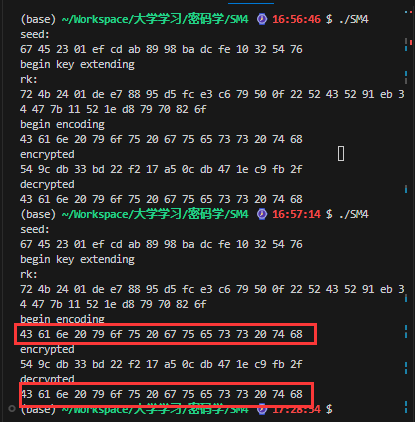 (base) ~/Workspace/大学学习/密码学/SM4 16:56:46 $ ./SM4
seed:
67 45 23 01 ef cd ab 89 98 ba dc fe 10 32 54 76
begin key extending
rk:
72 4b 24 01 de e7 88 95 d5 fc e3 c6 79 50 0f 22 52 43 52 91 eb 3
4 47 7b 11 52 1e d8 79 70 82 6f
begin encoding
43 61 6e 20 79 6f 75 20 67 75 65 73 73 20 74 68
encrypted
54 9c db 33 bd 22 f2 17 a5 0c db 47 1e c9 fb 2f
decrypted
43 61 6e 20 79 6f 75 20 67 75 65 73 73 20 74 68
(base) ~/Workspace/大学学习/密码学/SM4 16:57:14 $ ./SM4
seed:
67 45 23 01 ef cd ab 89 98 ba dc fe 10 32 54 76
begin key extending
rk:
72 4b 24 01 de e7 88 95 d5 fc e3 c6 79 50 0f 22 52 43 52 91 eb 3
4 47 7b 11 52 1e d8 79 70 82 6f
begin encoding
43 61 6e 20 79 6f 75 20 67 75 65 73 73 20 74 68
encrypted
54 9c db 33 bd 22 f2 17 a5 0c db 47 1e c9 fb 2f
decrypted
43 61 6e 20 79 6f 75 20 67 75 65 73 73 20 74 68
(base) ~/Workspace/大学学习/密码学/SM4 17:28:54 $